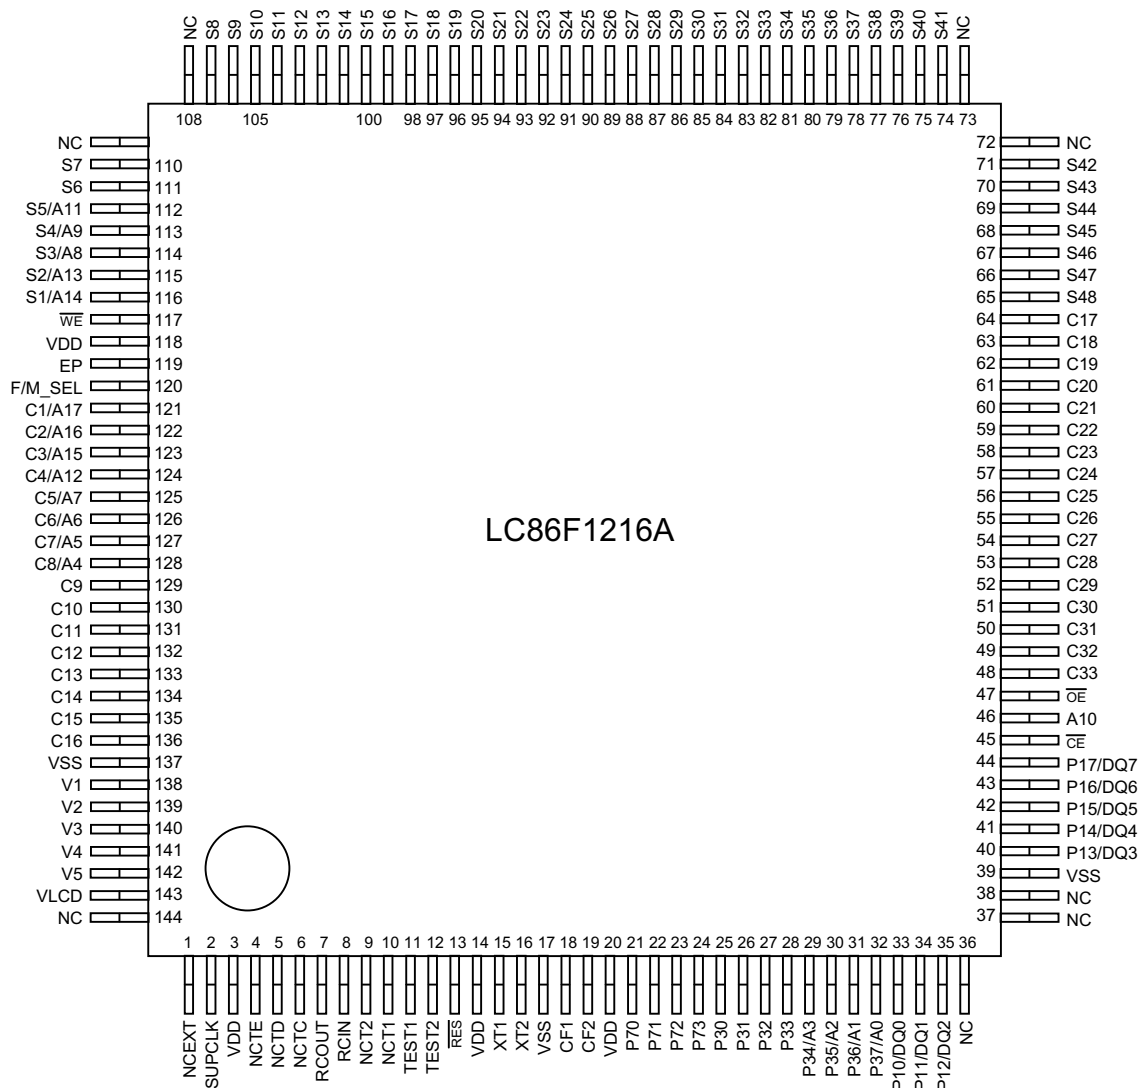 NC S8 S9 S10 S11 S12 S13 S14 S15 S16 S17 S18 S19 S20 S21 S22 S23 S24 S25 S26 S27 S28 S29 S30 S31 S32 S33 S34 S35 S36 S37 S38 S39 S40 S41 NC
108 105 100 98 97 96 95 94 93 92 91 90 89 88 87 86 85 84 83 82 81 80 79 78 77 76 75 74 73
NC 72 NC
S7 110 71 S42
S6 111 70 S43
S5/A11 112 69 S44
S4/A9 113 68 S45
S3/A8 114 67 S46
S2/A13 115 66 S47
S1/A14 116 65 S48
WE 117 64 C17
VDD 118 63 C18
EP 119 62 C19
F/M_SEL 120 61 C20
C1/A17 121 60 C21
C2/A16 122 59 C22
C3/A15 123 58 C23
C4/A12 124 57 C24
C5/A7 125 56 C25
C6/A6 126 55 C26
LC86F1216A
C7/A5 127 54 C27
C8/A4 128 53 C28
C9 129 52 C29
C10 130 51 C30
C11 131 50 C31
C12 132 49 C32
C13 133 48 C33
C14 134 47 OE
C15 135 46 A10
C16 136 45 CE
VSS 137 44 P17/DQ7
V1 138 43 P16/DQ6
V2 139 42 P15/DQ5
V3 140 41 P14/DQ4
V4 141 40 P13/DQ3
V5 142 39 VSS
VLCD 143 38 NC
NC 144 37 NC
1 2 3 4 5 6 7 8 9 10 11 12 13 14 15 16 17 18 19 20 21 22 23 24 25 26 27 28 29 30 31 32 33 34 35 36
NCEXT SUPCLK VDD NCTE NCTD NCTC RCOUT RCIN NCT2 NCT1 TEST1 TEST2 RES VDD XT1 XT2 VSS CF1 CF2 VDD P70 P71 P72 P73 P30 P31 P32 P33 P34/A3 P35/A2 P36/A1 P37/A0 P10/DQ0 P11/DQ1 P12/DQ2 NC